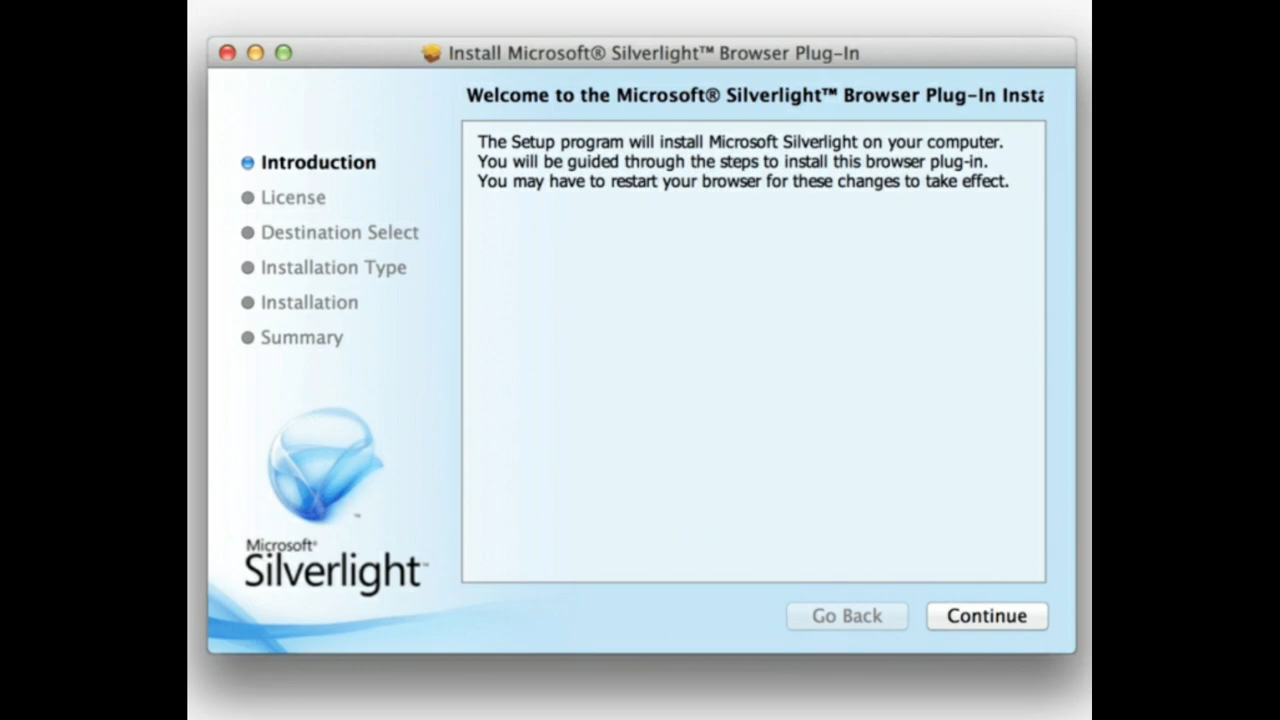 Install Microsoft® Silverlight™ Browser Plug-In
Welcome to the Microsoft® Silverlight™ Browser Plug-In
Introduction
License
Destination Select
Installation Type
Installation
Summary
The Setup program will install Microsoft Silverlight on your computer.
You will be guided through the steps to install this browser plug-in.
You may have to restart your browser for these changes to take effect.
Microsoft®
Silverlight™
Go Back
Continue